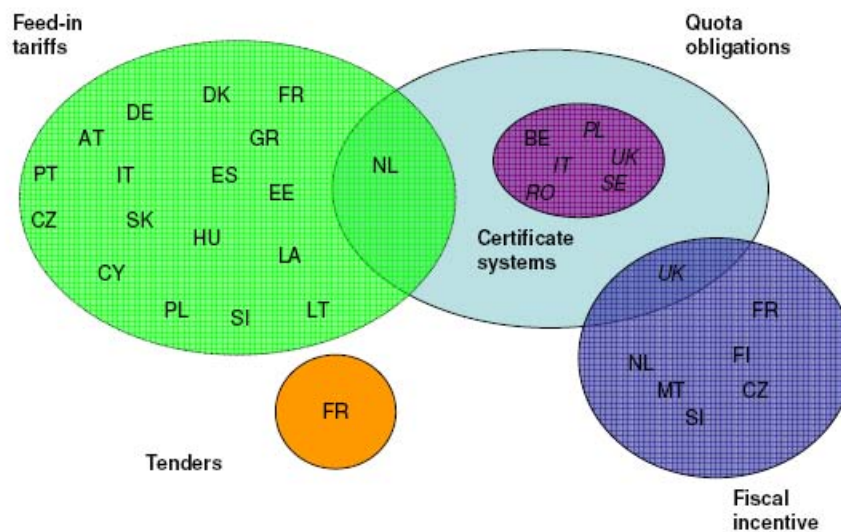 Feed-in
tariffs
Quota
obligations
DK FR
DE
AT GR
PT IT ES NL
EE
CZ SK
HU
LA
CY
PL SI LT
BE PL
IT UK
RO SE
Certificate
systems
UK
FR
NL FI
MT CZ
SI
FR
Tenders
Fiscal
incentive